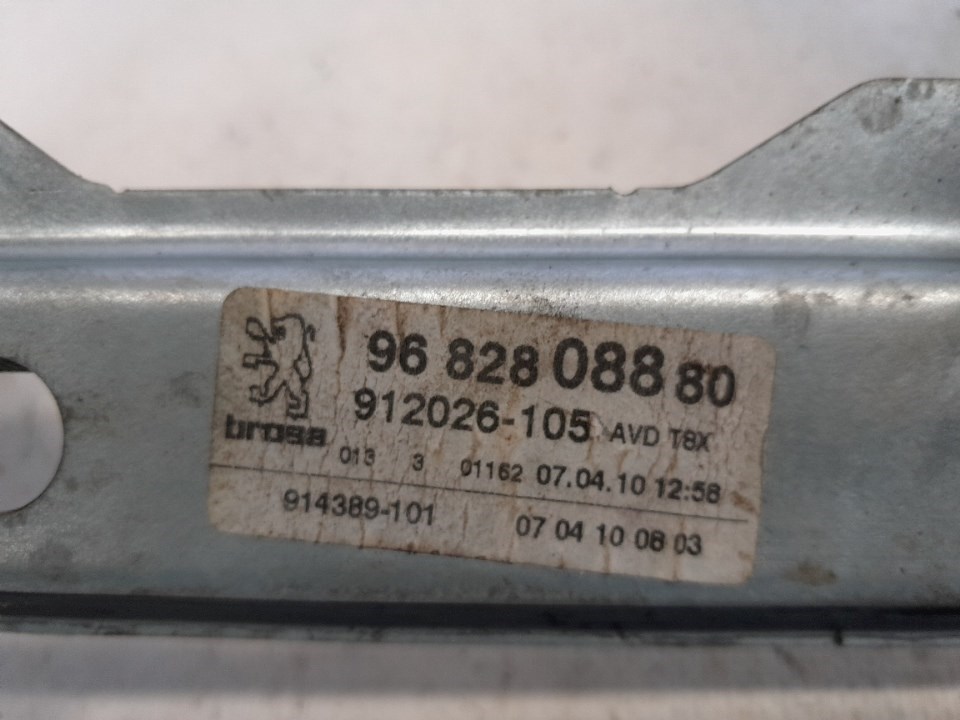 96 828 088 80
912026-105 AVD T8X
brose
013 3 01162 07.04.10 12:58
914389-101 07 04 10 08 03